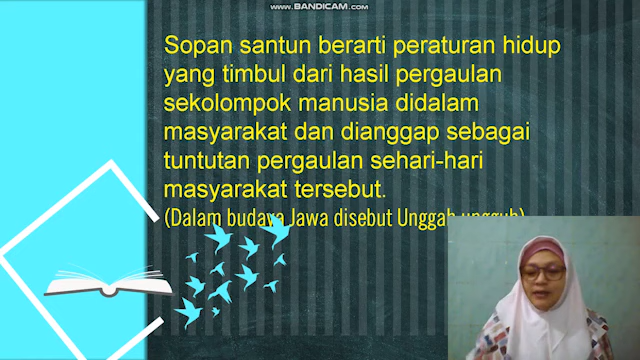 www.BANDICAM.com
Sopan santun berarti peraturan hidup
yang timbul dari hasil pergaulan
sekolompok manusia didalam
masyarakat dan dianggap sebagai
tuntutan pergaulan sehari-hari
masyarakat tersebut.
(Dalam budaya Jawa disebut Unggah ungguh)